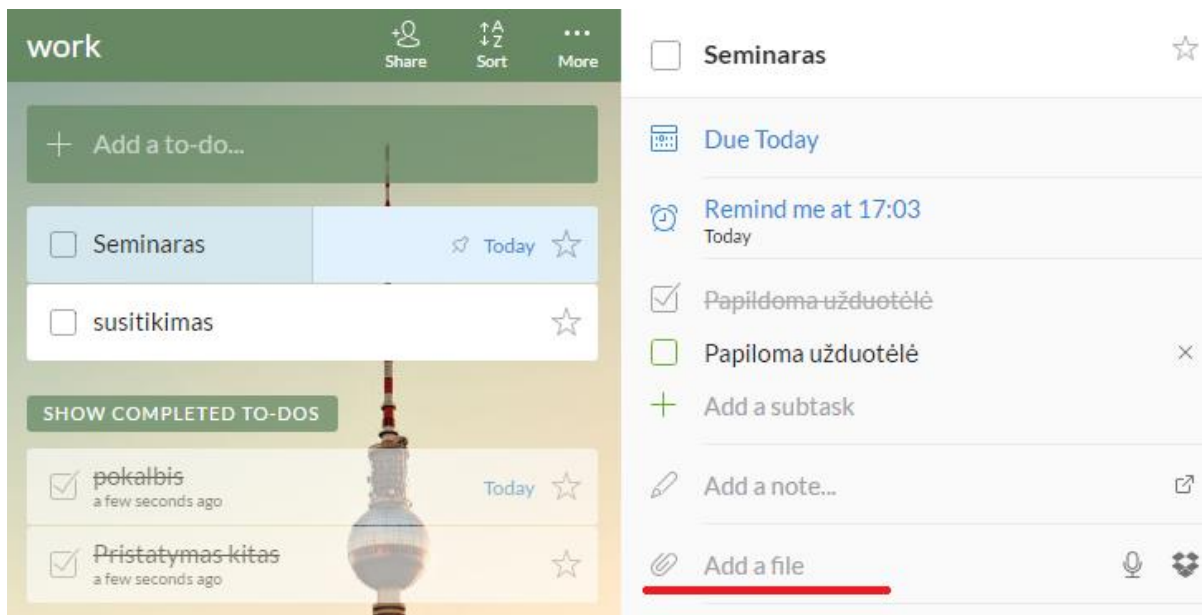 work
Share
Sort
More
Add a to-do...
Seminaras
Today
susitikimas
SHOW COMPLETED TO-DOS
pokalbis
a few seconds ago
Today
Pristatymas kitas
a few seconds ago
Seminaras
Due Today
Remind me at 17:03
Today
Papildoma užduotėlė
Papiloma užduotėlė
Add a subtask
Add a note...
Add a file